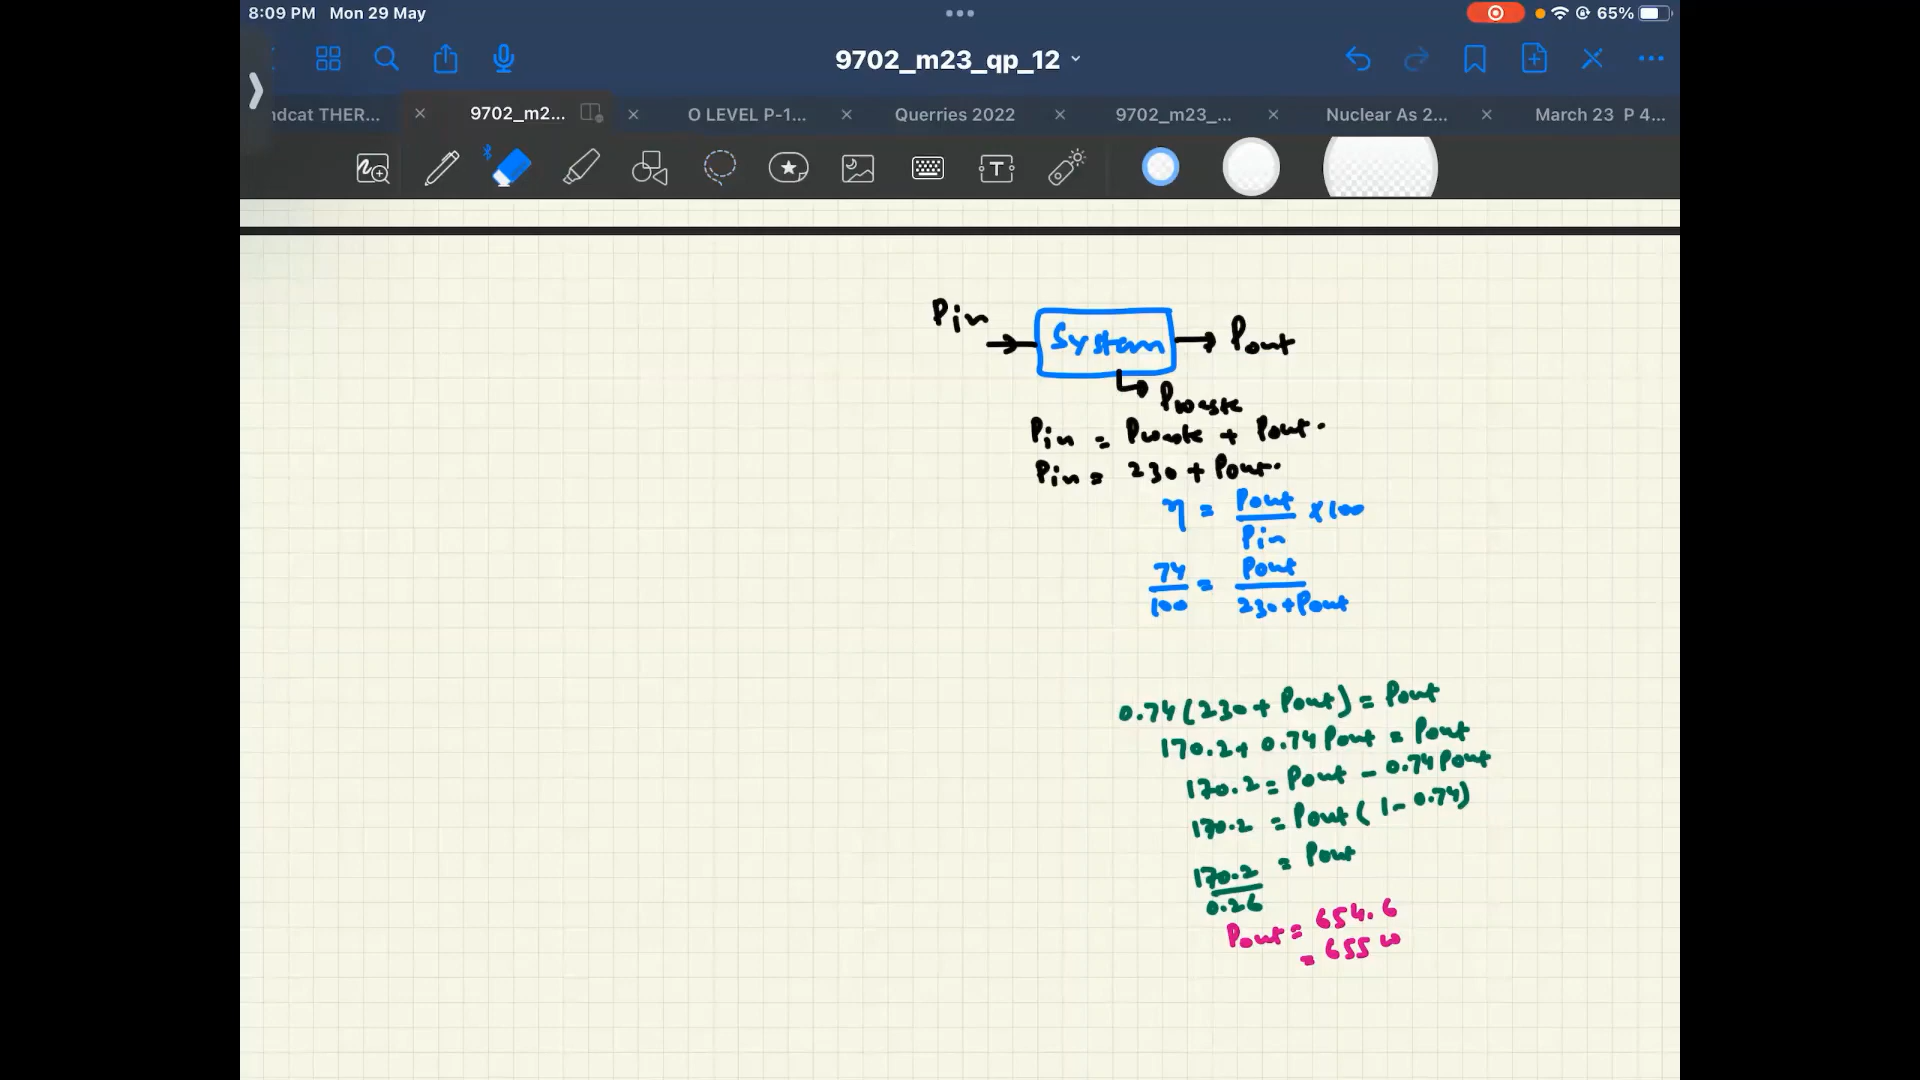 8:09 PM Mon 29 May
65%
9702_m23_qp_12
ndcat THER...
9702_m2...
O LEVEL P-1...
Querries 2022
9702_m23_...
Nuclear As 2...
March 23 P 4...
Pin
System
Pout
Pwaste
Pin = Pwaste + Pout.
Pin = 230 + Pout.
η = Pout/Pin × 100
74/100 = Pout/230+Pout
0.74(230 + Pout) = Pout
170.2 + 0.74 Pout = Pout
170.2 = Pout - 0.74 Pout
170.2 = Pout (1 - 0.74)
170.2/0.26 = Pout
Pout = 654.6
= 655 W